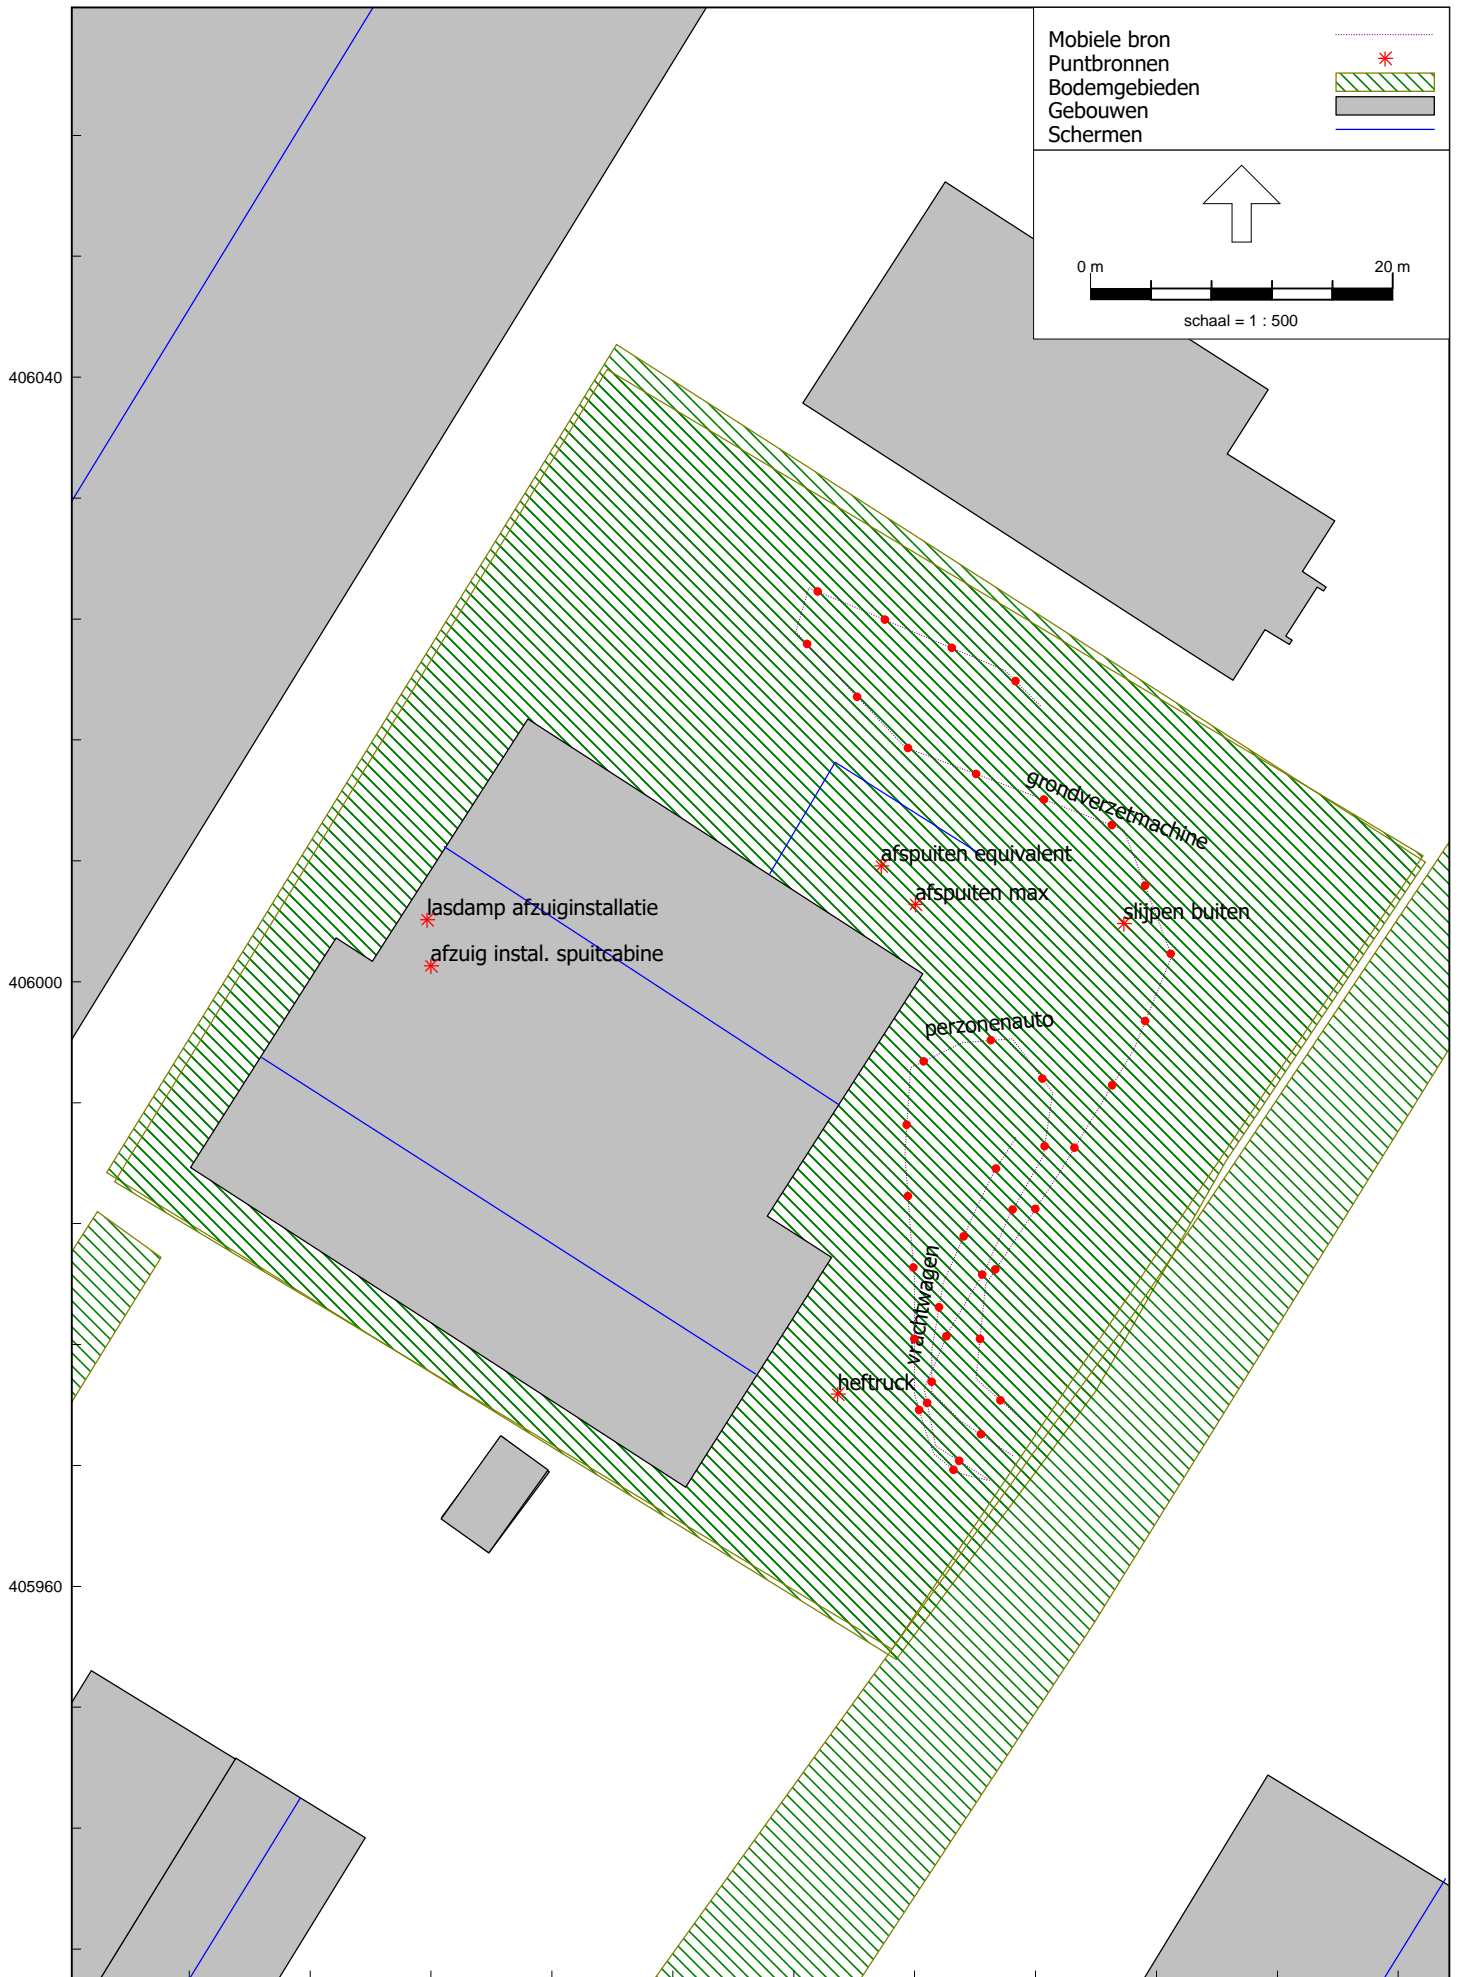 Mobiele bron
Puntbronnen
Bodemgebieden
Gebouwen
Schermen
0 m 20 m
schaal = 1 : 500
406040
grondverzetmachine
afspuiten equivalent
afspuiten max
lasdamp afzuiginstallatie
slijpen buiten
afzuig instal. spuitcabine
406000
perzonenauto
vrachtwagen
heftruck
405960